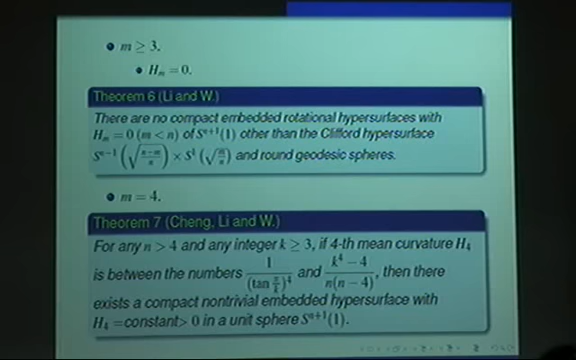 • m ≥ 3.
• H_m = 0.
Theorem 6 (Li and W.)
There are no compact embedded rotational hypersurfaces with
H_m = 0 (m < n) of S^{n+1}(1) other than the Clifford hypersurface
S^{n-1}(√((n-m)/n)) × S^1(√(m/n)) and round geodesic spheres.
• m = 4.
Theorem 7 (Cheng, Li and W.)
For any n > 4 and any integer k ≥ 3, if 4-th mean curvature H_4
is between the numbers 1/(tan π/k)^4 and (k^4-4)/(n(n-4)), then there
exists a compact nontrivial embedded hypersurface with
H_4 =constant> 0 in a unit sphere S^{n+1}(1).